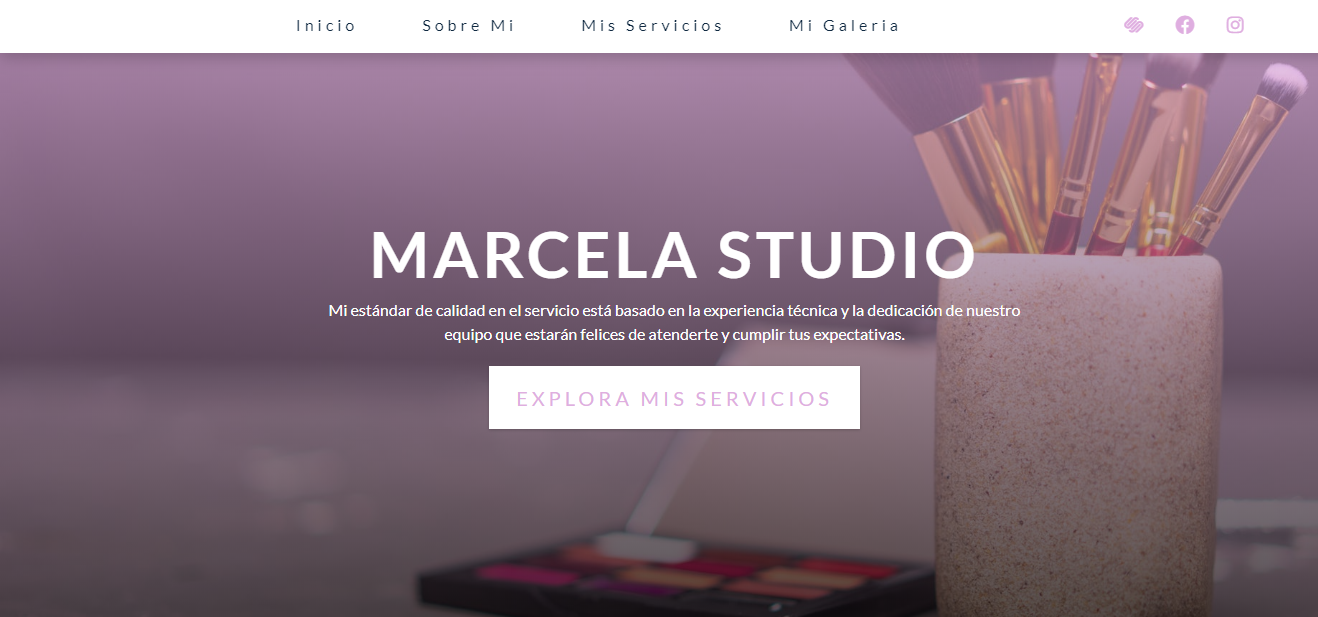 Inicio Sobre Mi Mis Servicios Mi Galeria
MARCELA STUDIO
Mi estándar de calidad en el servicio está basado en la experiencia técnica y la dedicación de nuestro
equipo que estarán felices de atenderte y cumplir tus expectativas.
EXPLORA MIS SERVICIOS